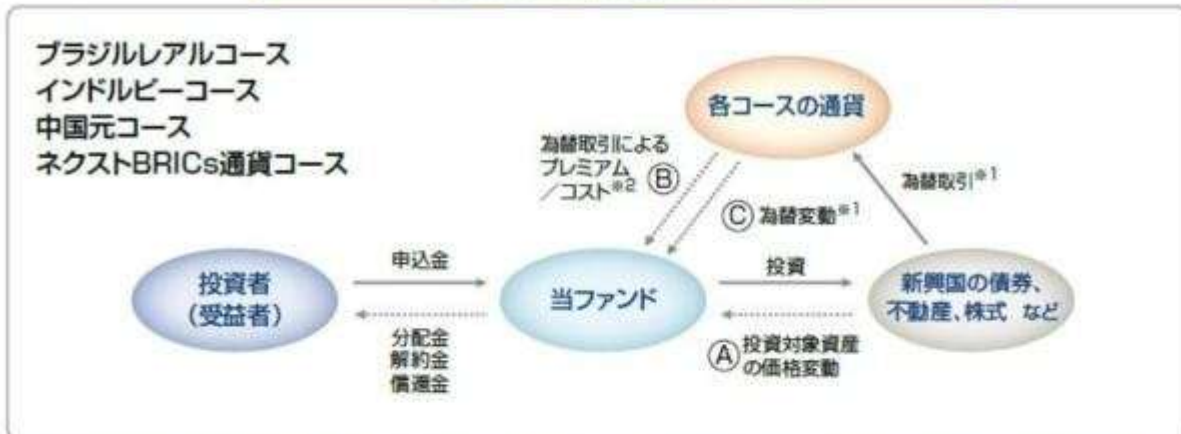 ブラジルレアルコース
インドルピーコース
中国元コース
ネクストBRICs通貨コース
各コースの通貨
為替取引による
プレミアム
／コスト※2
Ⓑ
Ⓒ為替変動※1
為替取引※1
投資者
（受益者）
申込金
分配金
解約金
償還金
当ファンド
投資
Ⓐ投資対象資産
の価格変動
新興国の債券、
不動産、株式 など